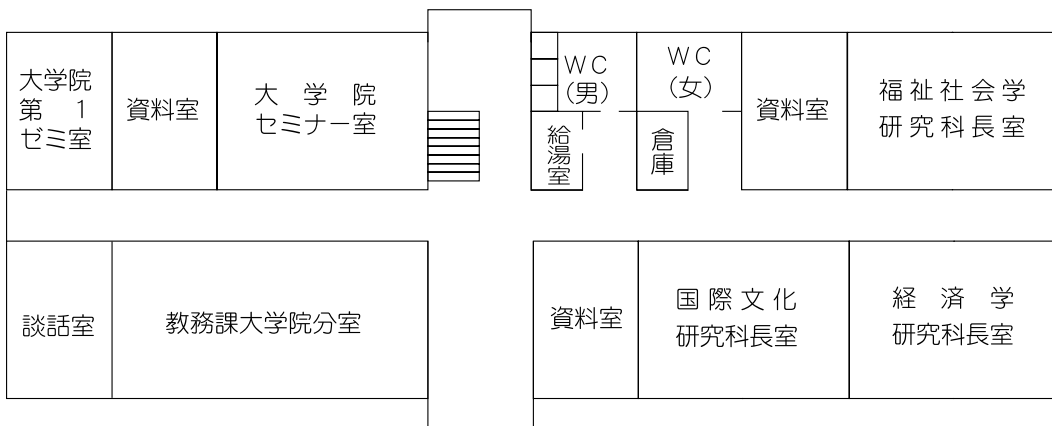 大学院
第 1
ゼミ室
資料室
大 学 院
セミナー室
WC
(男)
WC
(女)
給湯室
倉庫
資料室
福祉社会学
研究科長室
談話室
教務課大学院分室
資料室
国際文化
研究科長室
経 済 学
研究科長室